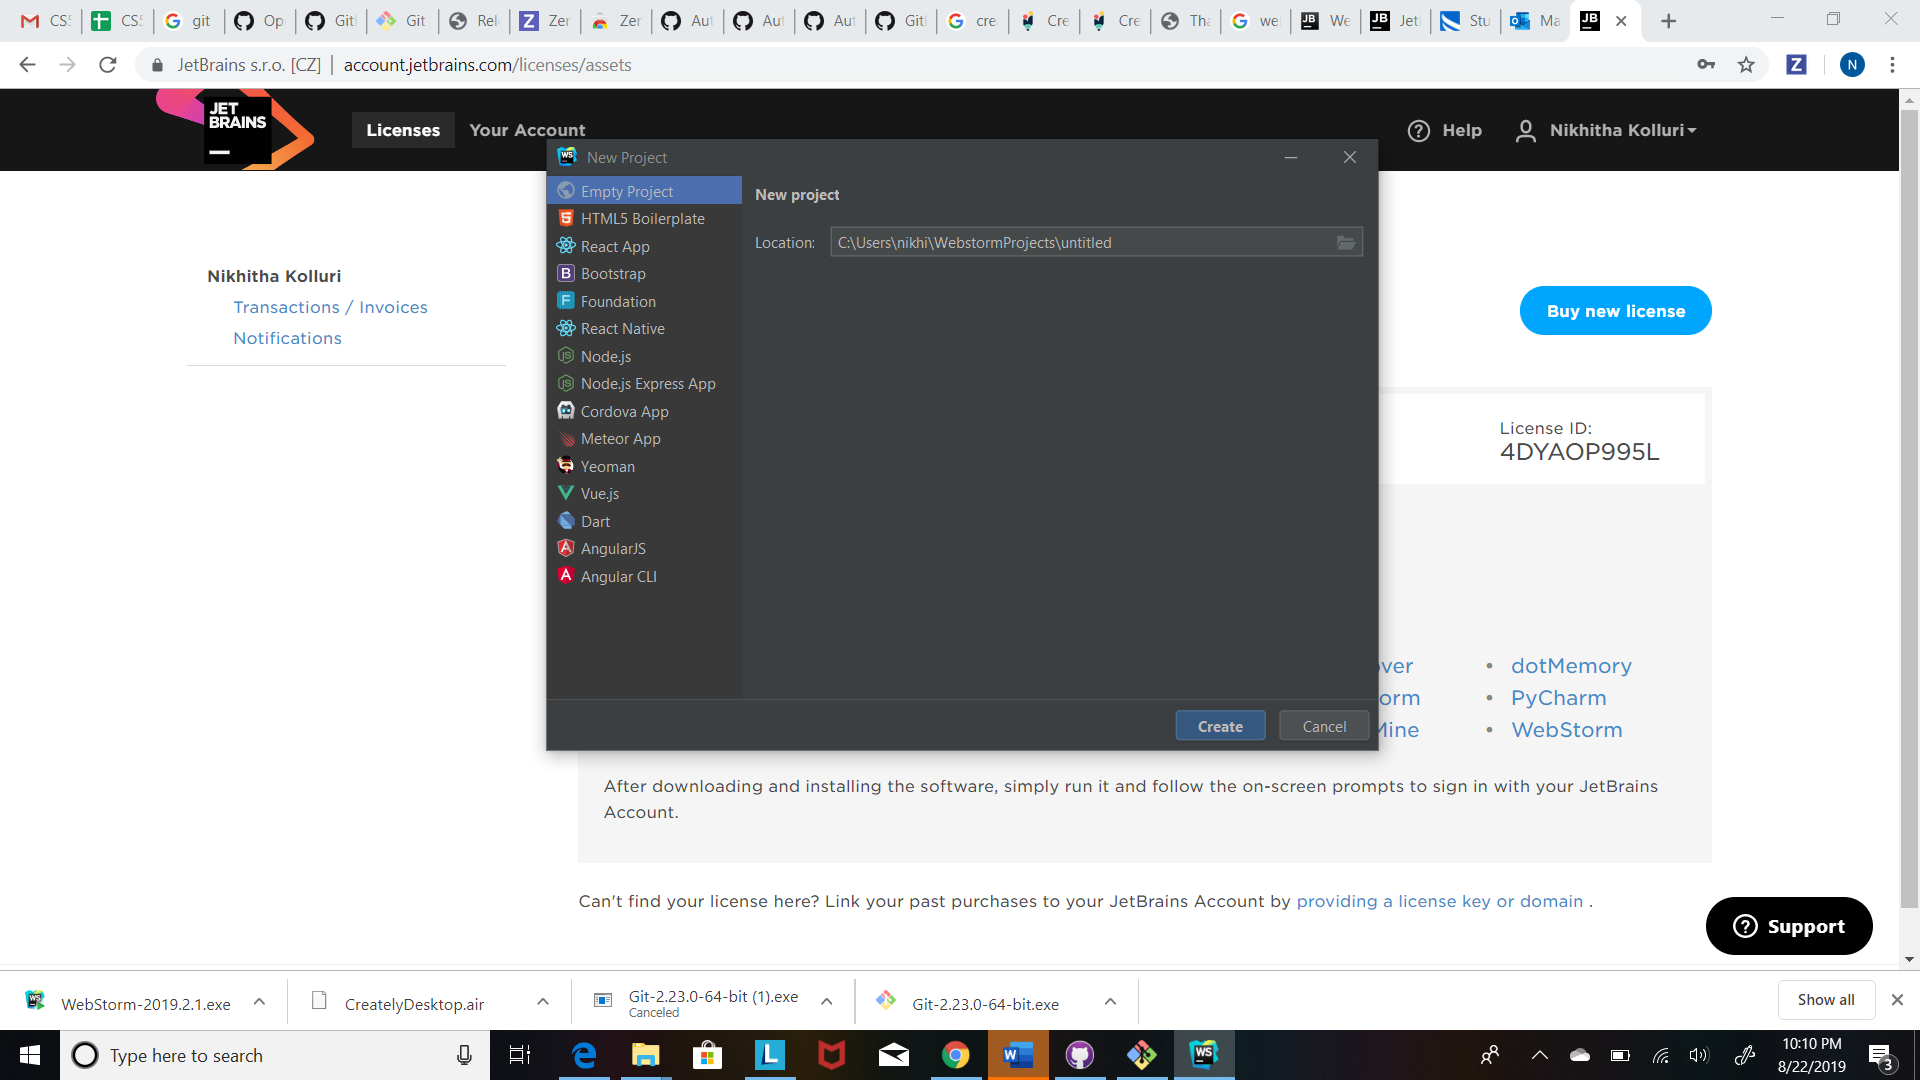 CS
CS
git
Op
Git
Git
Rel
Zer
Zer
Aut
Aut
Aut
Git
cre
Cre
Cre
Tha
wel
We
Jet
Stu
Ma
JetBrains s.r.o. [CZ] | account.jetbrains.com/licenses/assets
N
JET
BRAINS
Licenses
Your Account
Help
Nikhitha Kolluri
Nikhitha Kolluri
Transactions / Invoices
Notifications
WS
New Project
Empty Project
HTML5 Boilerplate
React App
Bootstrap
Foundation
React Native
Node.js
Node.js Express App
Cordova App
Meteor App
Yeoman
Vue.js
Dart
AngularJS
Angular CLI
New project
Location: C:\Users\nikhi\WebstormProjects\untitled
Create
Cancel
Buy new license
License ID:
4DYAOP995L
ver
• dotMemory
orm
• PyCharm
Mine
• WebStorm
After downloading and installing the software, simply run it and follow the on-screen prompts to sign in with your JetBrains
Account.
Can't find your license here? Link your past purchases to your JetBrains Account by providing a license key or domain .
Support
WebStorm-2019.2.1.exe
CreatelyDesktop.air
Git-2.23.0-64-bit (1).exe
Canceled
Git-2.23.0-64-bit.exe
Show all
Type here to search
10:10 PM
8/22/2019
3